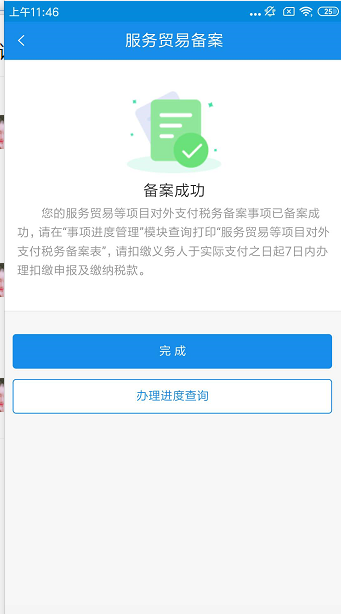 上午11:46
25
服务贸易备案
备案成功
您的服务贸易等项目对外支付税务备案事项已备案成
功，请在“事项进度管理”模块查询打印“服务贸易等项目对外
支付税务备案表”，请扣缴义务人于实际支付之日起7日内办
理扣缴申报及缴纳税款。
完成
办理进度查询